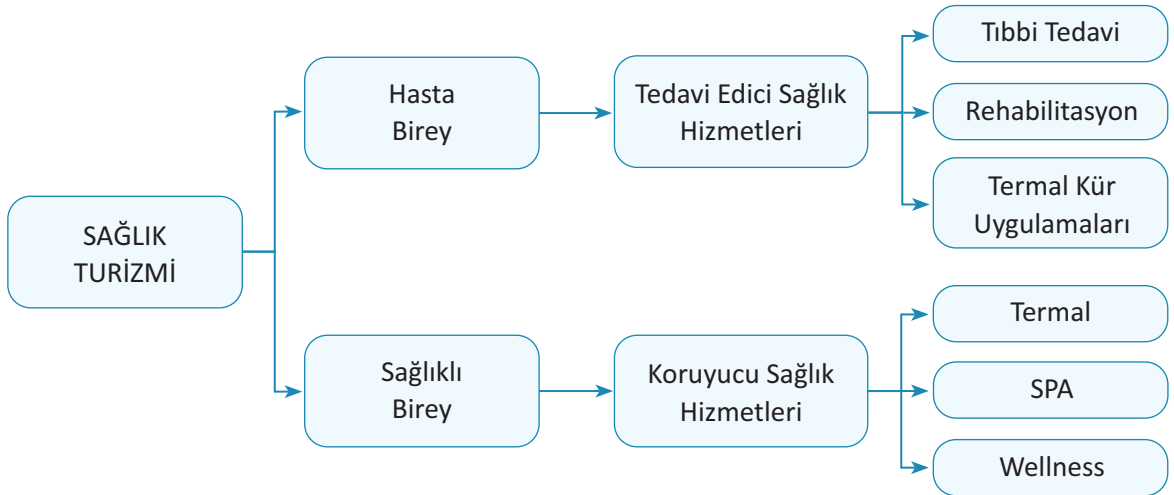 SAĞLIK
TURİZMİ
Hasta
Birey
Tedavi Edici Sağlık
Hizmetleri
Tıbbi Tedavi
Rehabilitasyon
Termal Kür
Uygulamaları
Sağlıklı
Birey
Koruyucu Sağlık
Hizmetleri
Termal
SPA
Wellness